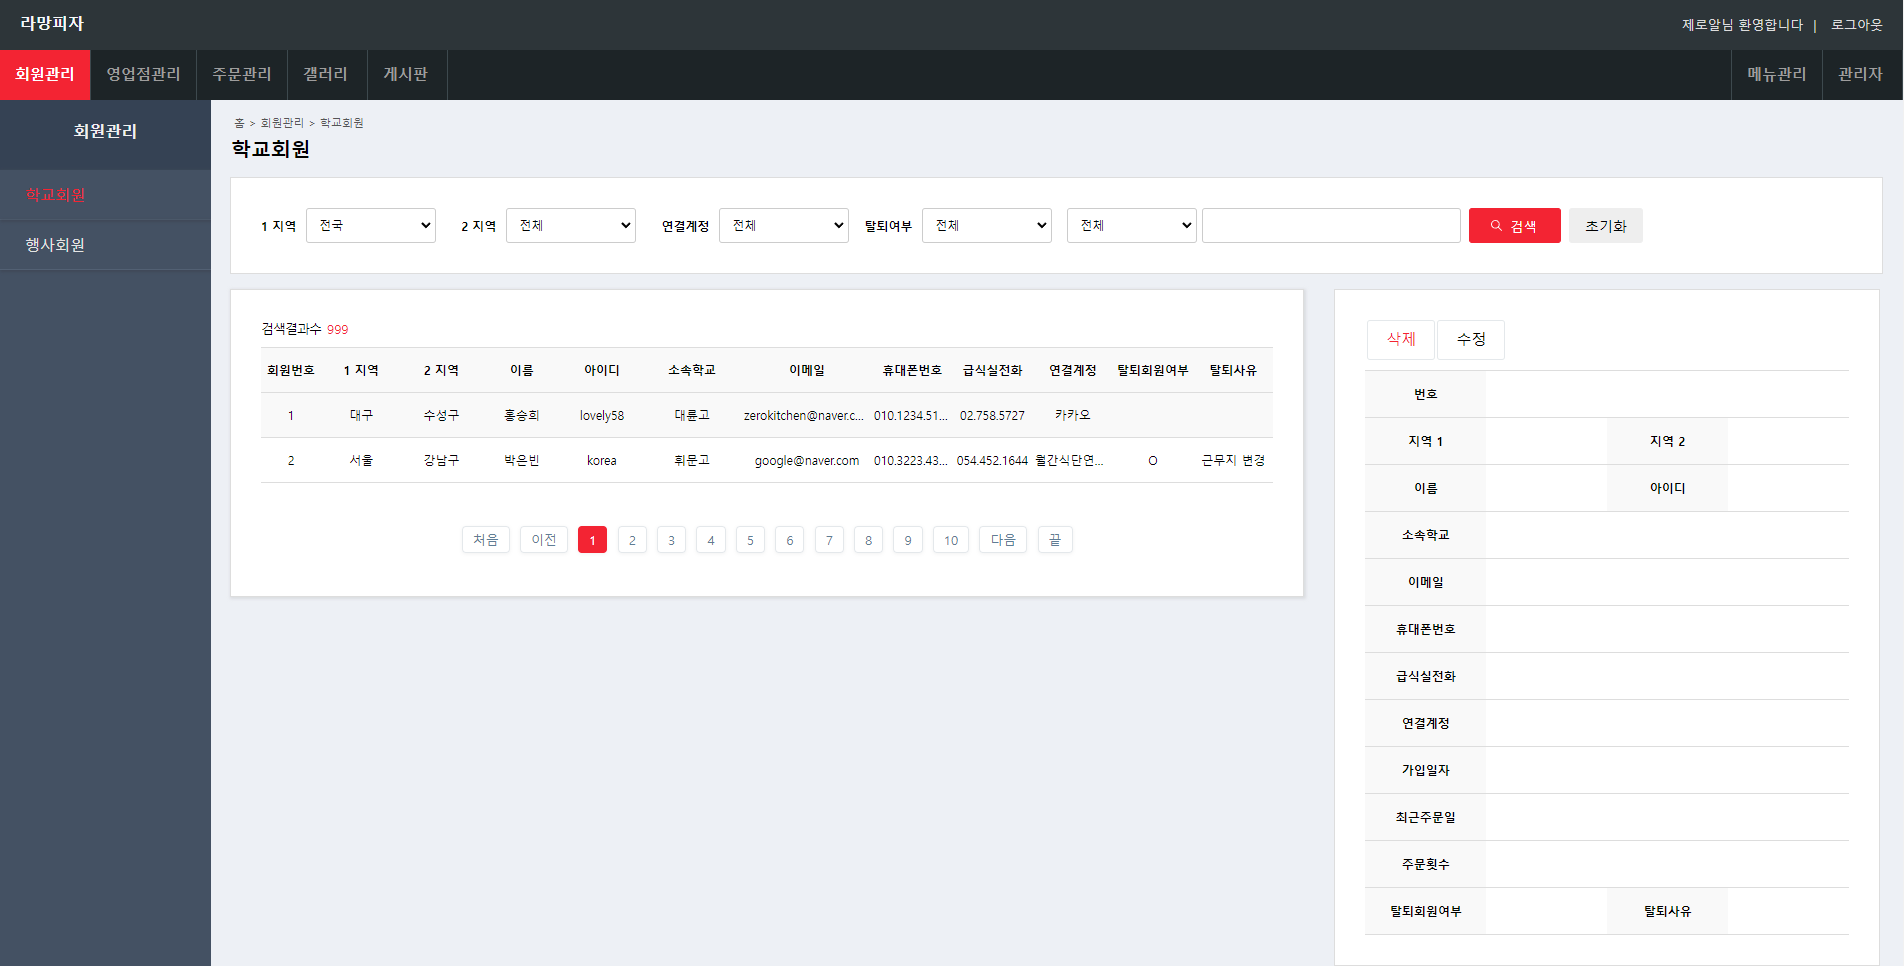 라망피자
제로알님 환영합니다 | 로그아웃
회원관리 영업점관리 주문관리 갤러리 게시판 메뉴관리 관리자
회원관리
학교회원
행사회원
홈 > 회원관리 > 학교회원
학교회원
1 지역 전국 2 지역 전체 연결계정 전체 탈퇴여부 전체 전체 검색 초기화
검색결과수 999
회원번호 1 지역 2 지역 이름 아이디 소속학교 이메일 휴대폰번호 급식실전화 연결계정 탈퇴회원여부 탈퇴사유
1 대구 수성구 홍승희 lovely58 대륜고 zerokitchen@naver.c... 010.1234.51... 02.758.5727 카카오
2 서울 강남구 박은빈 korea 휘문고 google@naver.com 010.3223.43... 054.452.1644 월간식단연... O 근무지 변경
처음 이전 1 2 3 4 5 6 7 8 9 10 다음 끝
삭제 수정
번호
지역 1 지역 2
이름 아이디
소속학교
이메일
휴대폰번호
급식실전화
연결계정
가입일자
최근주문일
주문횟수
탈퇴회원여부 탈퇴사유